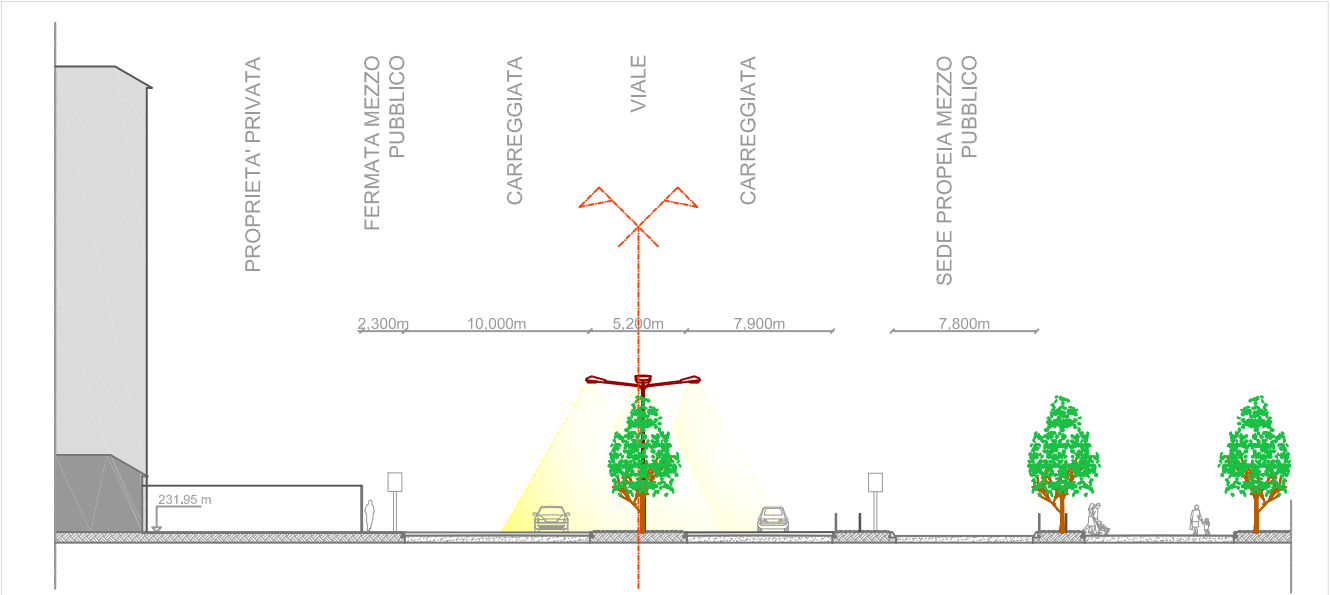 PROPRIETA' PRIVATA
FERMATA MEZZO
PUBBLICO
CARREGGIATA
VIALE
CARREGGIATA
SEDE PROPEIA MEZZO
PUBBLICO
2,300m
10,000m
5,200m
7,900m
7,800m
231.95 m